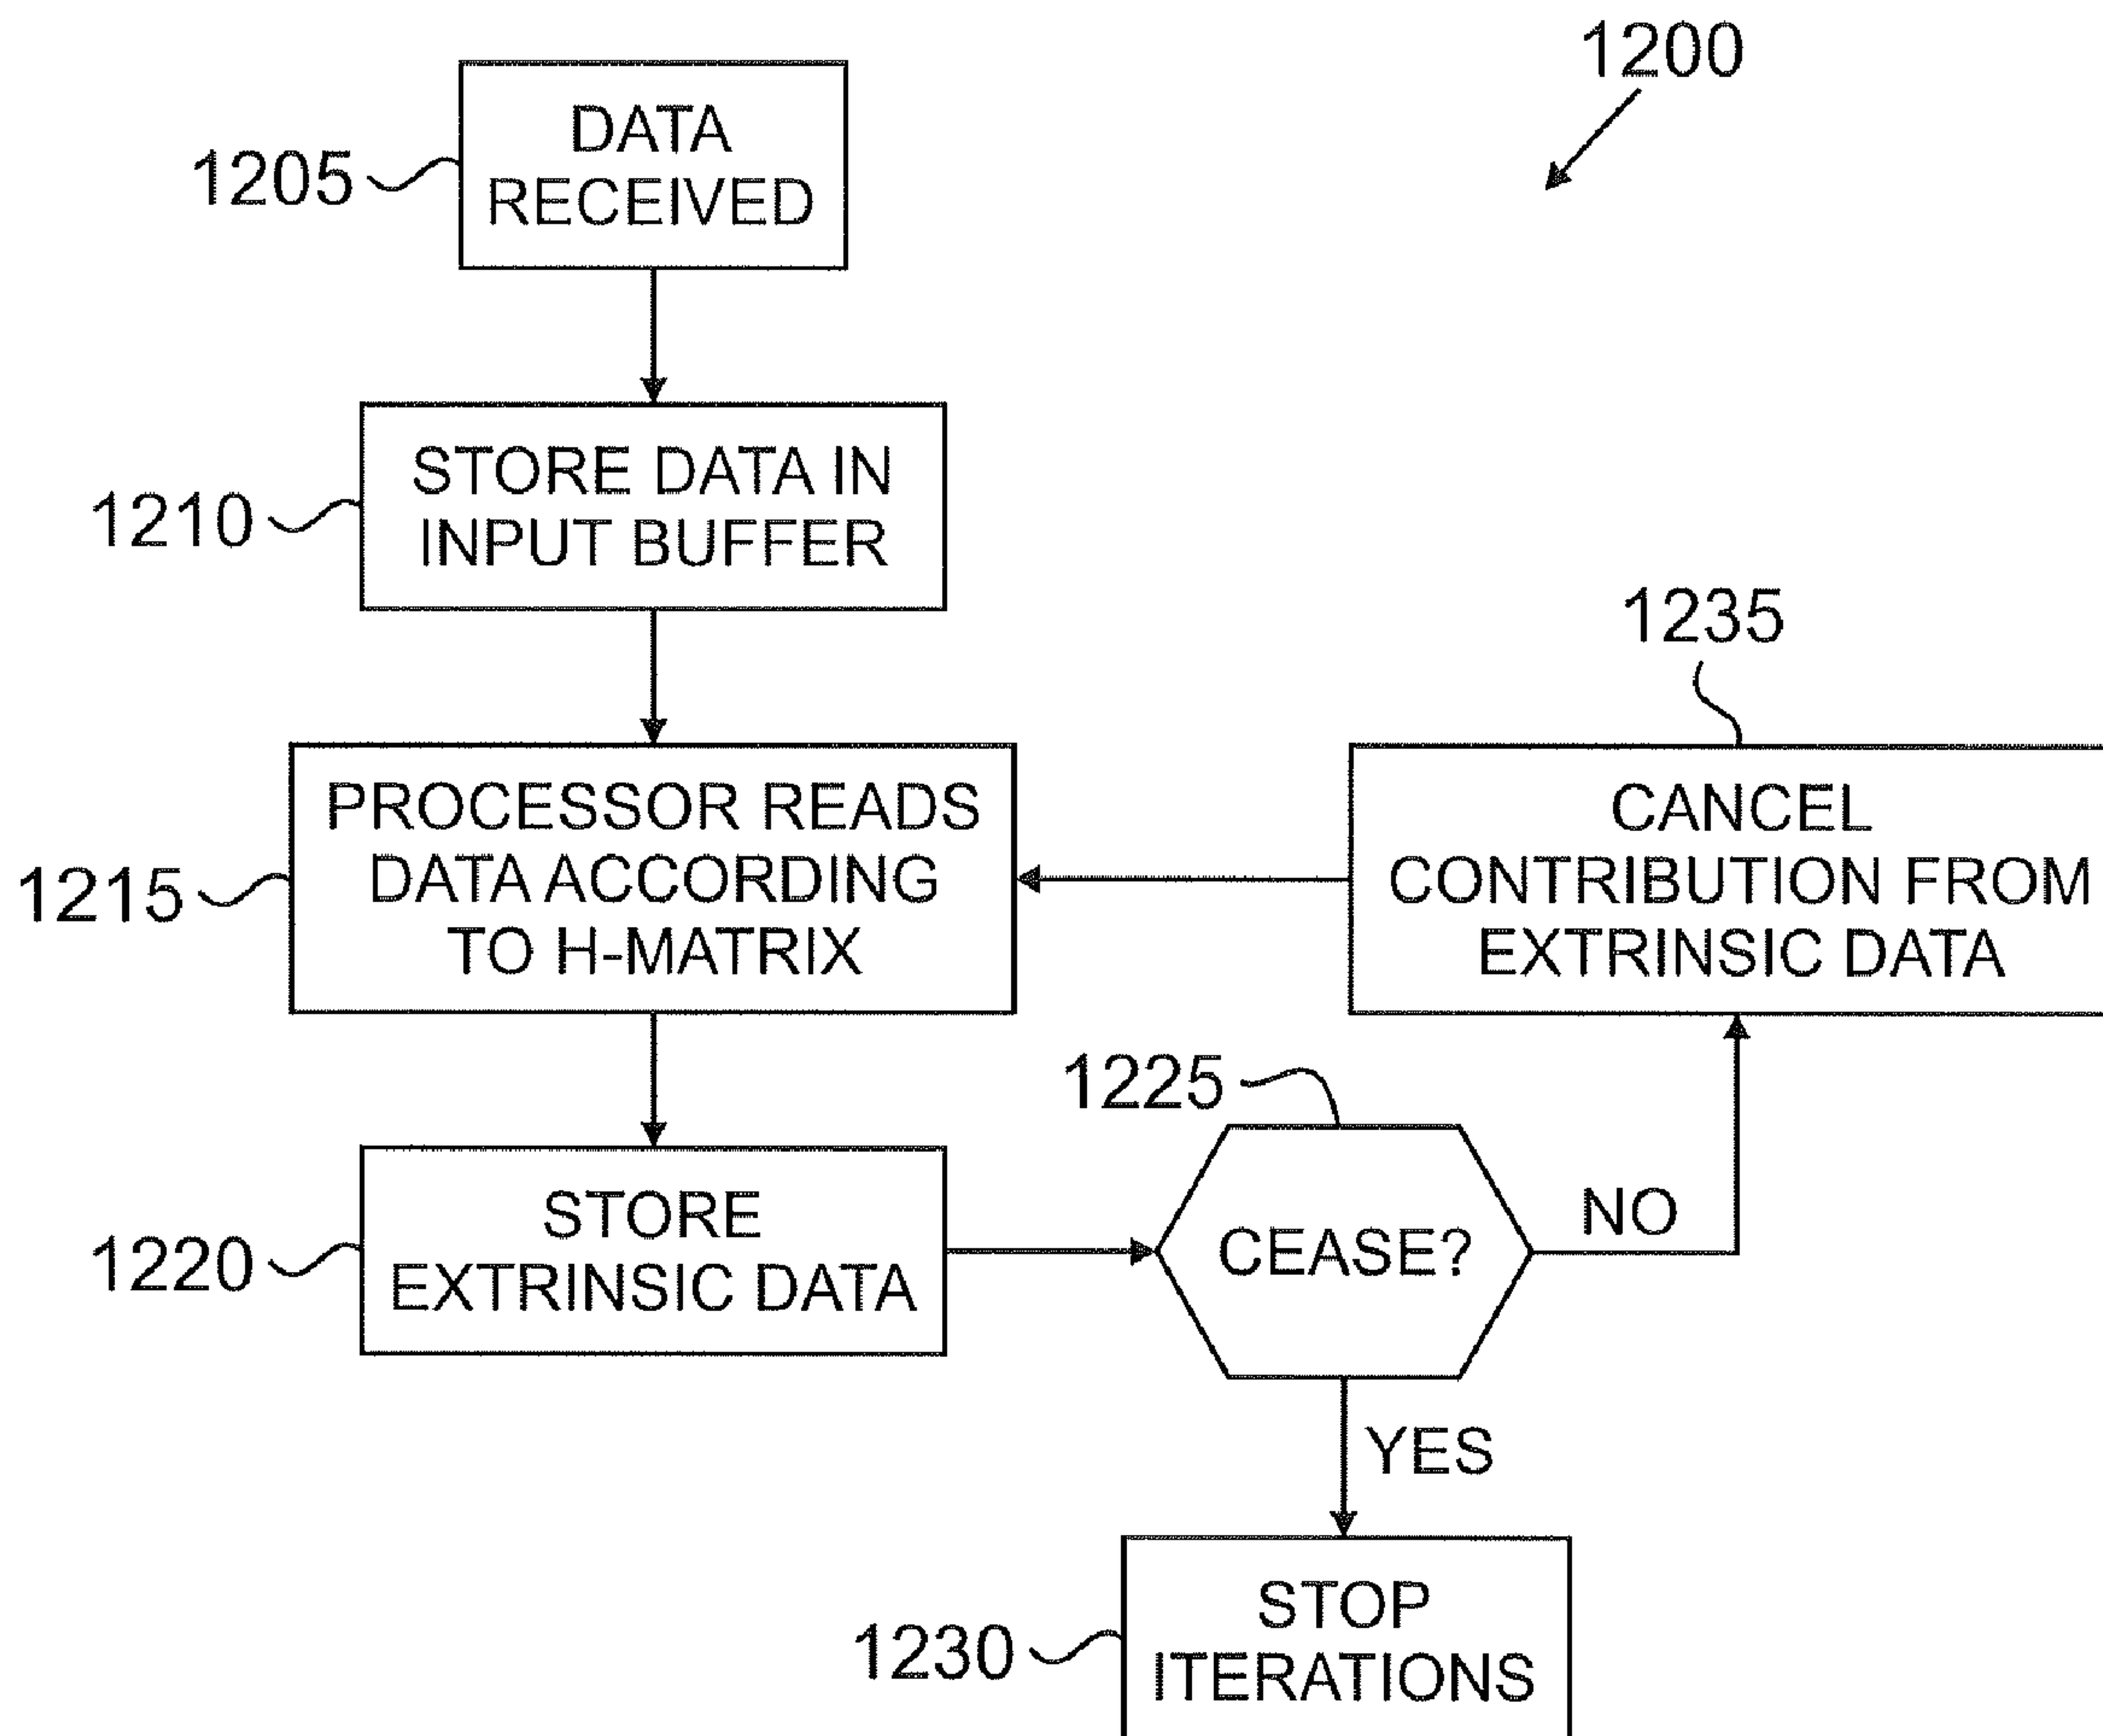 1200
1205
DATA
RECEIVED
1210
STORE DATA IN
INPUT BUFFER
1215
PROCESSOR READS
DATA ACCORDING
TO H-MATRIX
1235
CANCEL
CONTRIBUTION FROM
EXTRINSIC DATA
1220
STORE
EXTRINSIC DATA
1225
CEASE?
NO
YES
1230
STOP
ITERATIONS